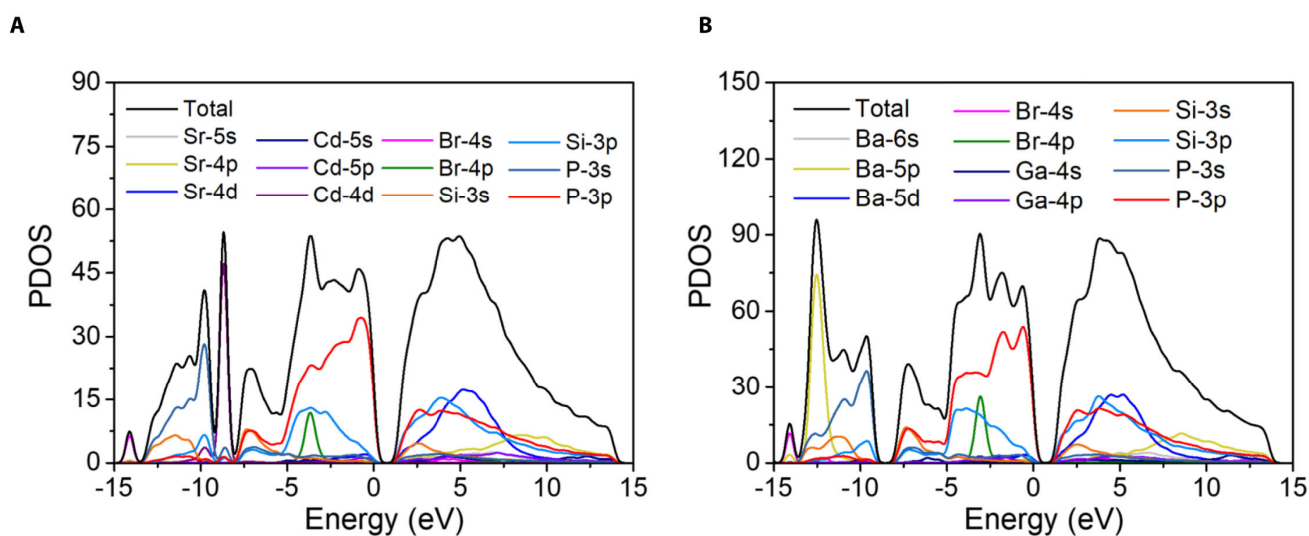 A
90
75
60
45
30
15
0
PDOS
Total
Sr-5s
Sr-4p
Sr-4d
Cd-5s
Cd-5p
Cd-4d
Br-4s
Br-4p
Si-3s
Si-3p
P-3s
P-3p
-15 -10 -5 0 5 10 15
Energy (eV)
B
150
120
90
60
30
0
PDOS
Total
Ba-6s
Ba-5p
Ba-5d
Br-4s
Br-4p
Ga-4s
Ga-4p
Si-3s
Si-3p
P-3s
P-3p
-15 -10 -5 0 5 10 15
Energy (eV)